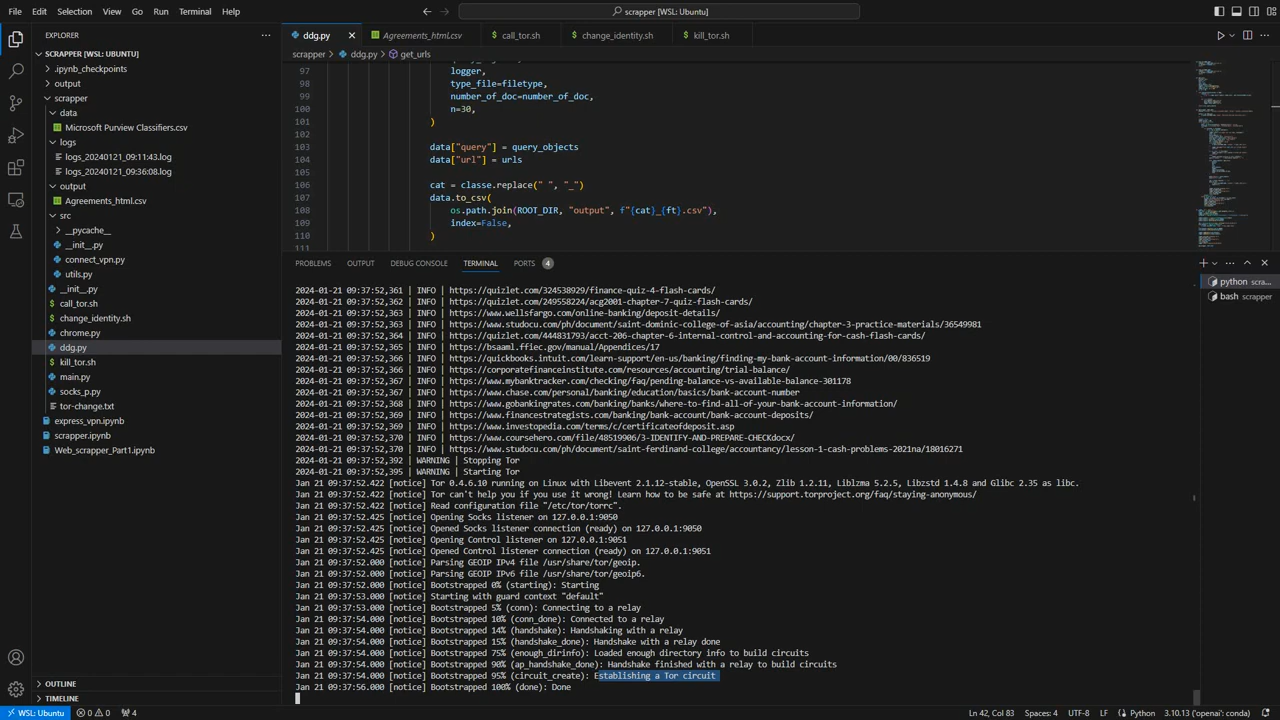 File Edit Selection View Go Run Terminal Help
scrapper [WSL: Ubuntu]
EXPLORER
SCRAPPER [WSL: UBUNTU]
.ipynb_checkpoints
output
scrapper
data
Microsoft Purview Classifiers.csv
logs
logs_20240121_09:11:43.log
logs_20240121_09:36:08.log
output
Agreements_html.csv
src
__pycache__
__init__.py
connect_vpn.py
utils.py
__init__.py
call_tor.sh
change_identity.sh
chrome.py
ddg.py
kill_tor.sh
main.py
socks_p.py
tor-change.txt
express_vpn.ipynb
scrapper.ipynb
Web_scrapper_Part1.ipynb
OUTLINE
TIMELINE
ddg.py Agreements_html.csv call_tor.sh change_identity.sh kill_tor.sh
scrapper > ddg.py > get_urls
97 logger,
98 type_file=filetype,
99 number_of_doc=number_of_doc,
100 n=30,
101 )
102
103 data["query"] = query_objects
104 data["url"] = urls
105
106 cat = classe.replace(" ", "_")
107 data.to_csv(
108 os.path.join(ROOT_DIR, "output", f"{cat}_{ft}.csv"),
109 index=False,
110 )
111
PROBLEMS OUTPUT DEBUG CONSOLE TERMINAL PORTS 4
python scra...
bash scrapper
2024-01-21 09:37:52,361 | INFO | https://quizlet.com/324538929/finance-quiz-4-flash-cards/
2024-01-21 09:37:52,361 | INFO | https://quizlet.com/249558224/acg2001-chapter-7-quiz-flash-cards/
2024-01-21 09:37:52,363 | INFO | https://www.wellsfargo.com/online-banking/deposit-details/
2024-01-21 09:37:52,363 | INFO | https://www.studocu.com/ph/document/saint-dominic-college-of-asia/accounting/chapter-3-practice-materials/36549981
2024-01-21 09:37:52,364 | INFO | https://quizlet.com/444831793/acct-206-chapter-6-internal-control-and-accounting-for-cash-flash-cards/
2024-01-21 09:37:52,365 | INFO | https://bsaaml.ffiec.gov/manual/Appendices/17
2024-01-21 09:37:52,366 | INFO | https://quickbooks.intuit.com/learn-support/en-us/banking/finding-my-bank-account-information/00/836519
2024-01-21 09:37:52,366 | INFO | https://corporatefinanceinstitute.com/resources/accounting/trial-balance/
2024-01-21 09:37:52,367 | INFO | https://www.mybanktracker.com/checking/faq/pending-balance-vs-available-balance-301178
2024-01-21 09:37:52,367 | INFO | https://www.chase.com/personal/banking/education/basics/bank-account-number
2024-01-21 09:37:52,368 | INFO | https://www.gobankingrates.com/banking/banks/where-to-find-all-of-your-bank-account-information/
2024-01-21 09:37:52,369 | INFO | https://www.financestrategists.com/banking/bank-account/bank-account-deposits/
2024-01-21 09:37:52,369 | INFO | https://www.investopedia.com/terms/c/certificateofdeposit.asp
2024-01-21 09:37:52,370 | INFO | https://www.coursehero.com/file/48519906/3-IDENTIFY-AND-PREPARE-CHECKdocx/
2024-01-21 09:37:52,370 | INFO | https://www.studocu.com/ph/document/saint-ferdinand-college/accountancy/lesson-1-cash-problems-2021na/18016271
2024-01-21 09:37:52,392 | WARNING | Stopping Tor
2024-01-21 09:37:52,395 | WARNING | Starting Tor
Jan 21 09:37:52.422 [notice] Tor 0.4.6.10 running on Linux with Libevent 2.1.12-stable, OpenSSL 3.0.2, Zlib 1.2.11, Liblzma 5.2.5, Libzstd 1.4.8 and Glibc 2.35 as libc.
Jan 21 09:37:52.422 [notice] Tor can't help you if you use it wrong! Learn how to be safe at https://support.torproject.org/faq/staying-anonymous/
Jan 21 09:37:52.422 [notice] Read configuration file "/etc/tor/torrc".
Jan 21 09:37:52.425 [notice] Opening Socks listener on 127.0.0.1:9050
Jan 21 09:37:52.425 [notice] Opened Socks listener connection (ready) on 127.0.0.1:9050
Jan 21 09:37:52.425 [notice] Opening Control listener on 127.0.0.1:9051
Jan 21 09:37:52.425 [notice] Opened Control listener connection (ready) on 127.0.0.1:9051
Jan 21 09:37:52.000 [notice] Parsing GEOIP IPv4 file /usr/share/tor/geoip.
Jan 21 09:37:52.000 [notice] Parsing GEOIP IPv6 file /usr/share/tor/geoip6.
Jan 21 09:37:52.000 [notice] Bootstrapped 0% (starting): Starting
Jan 21 09:37:53.000 [notice] Starting with guard context "default"
Jan 21 09:37:53.000 [notice] Bootstrapped 5% (conn): Connecting to a relay
Jan 21 09:37:54.000 [notice] Bootstrapped 10% (conn_done): Connected to a relay
Jan 21 09:37:54.000 [notice] Bootstrapped 14% (handshake): Handshaking with a relay
Jan 21 09:37:54.000 [notice] Bootstrapped 15% (handshake_done): Handshake with a relay done
Jan 21 09:37:54.000 [notice] Bootstrapped 75% (enough_dirinfo): Loaded enough directory info to build circuits
Jan 21 09:37:54.000 [notice] Bootstrapped 90% (ap_handshake_done): Handshake finished with a relay to build circuits
Jan 21 09:37:54.000 [notice] Bootstrapped 95% (circuit_create): Establishing a Tor circuit
Jan 21 09:37:56.000 [notice] Bootstrapped 100% (done): Done
WSL: Ubuntu 0 0 4 Ln 42, Col 83 Spaces: 4 UTF-8 LF Python 3.10.13 ('openai': conda)